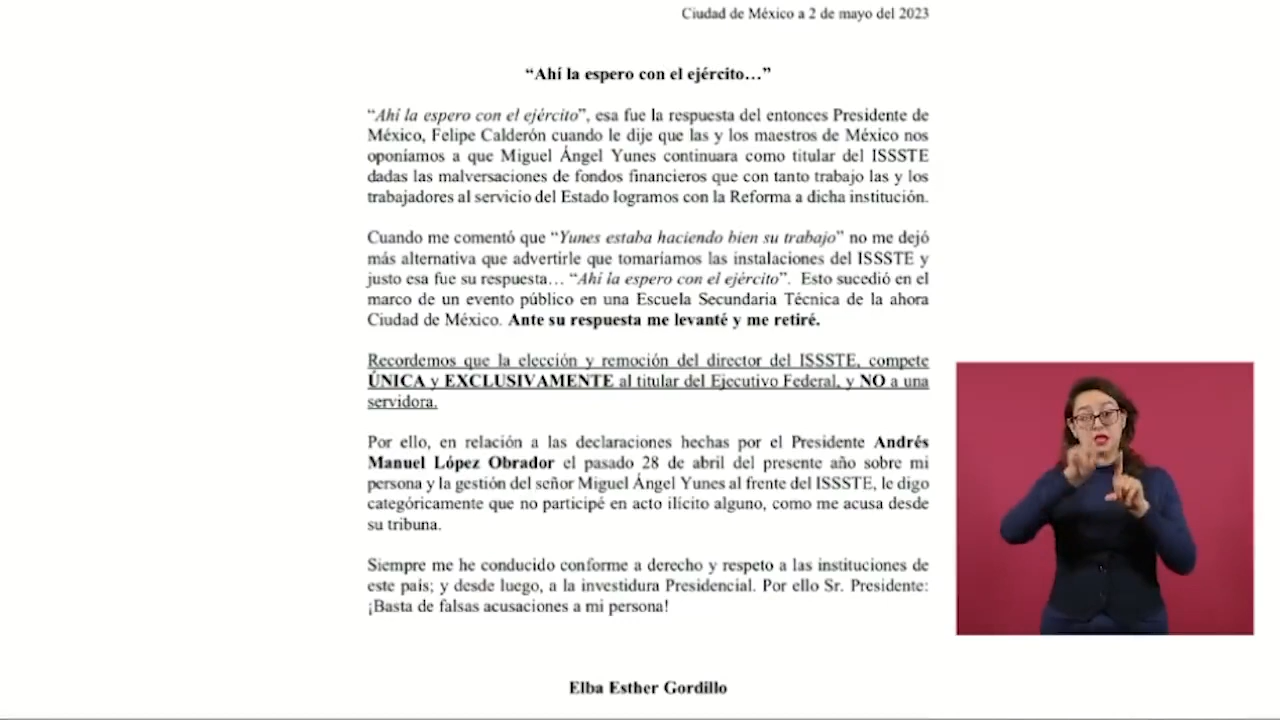 Ciudad de México a 2 de mayo del 2023
“Ahí la espero con el ejército…”
“Ahí la espero con el ejército”, esa fue la respuesta del entonces Presidente de
México, Felipe Calderón cuando le dije que las y los maestros de México nos
oponíamos a que Miguel Ángel Yunes continuara como titular del ISSSTE
dadas las malversaciones de fondos financieros que con tanto trabajo las y los
trabajadores al servicio del Estado logramos con la Reforma a dicha institución.
Cuando me comentó que “Yunes estaba haciendo bien su trabajo” no me dejó
más alternativa que advertirle que tomaríamos las instalaciones del ISSSTE y
justo esa fue su respuesta… “Ahí la espero con el ejército”. Esto sucedió en el
marco de un evento público en una Escuela Secundaria Técnica de la ahora
Ciudad de México. Ante su respuesta me levanté y me retiré.
Recordemos que la elección y remoción del director del ISSSTE, compete
ÚNICA y EXCLUSIVAMENTE al titular del Ejecutivo Federal, y NO a una
servidora.
Por ello, en relación a las declaraciones hechas por el Presidente Andrés
Manuel López Obrador el pasado 28 de abril del presente año sobre mi
persona y la gestión del señor Miguel Ángel Yunes al frente del ISSSTE, le digo
categóricamente que no participé en acto ilícito alguno, como me acusa desde
su tribuna.
Siempre me he conducido conforme a derecho y respeto a las instituciones de
este país; y desde luego, a la investidura Presidencial. Por ello Sr. Presidente:
¡Basta de falsas acusaciones a mi persona!
Elba Esther Gordillo